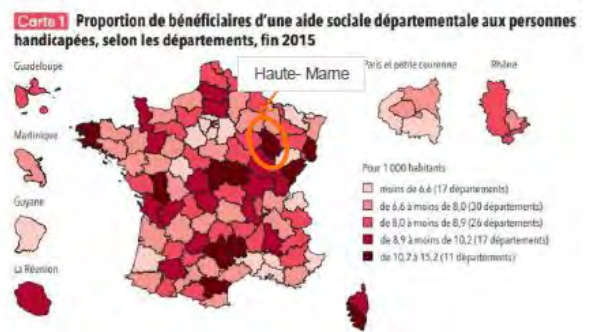 Carte 1 Proportion de bénéficiaires d'une aide sociale départementale aux personnes
handicapées, selon les départements, fin 2015
Guadeloupe
Haute- Marne
Paris et petite couronne
Rhône
Martinique
Pour 1 000 habitants
moins de 6,6 (17 départements)
Guyane
de 6,6 à moins de 8,0 (30 départements)
de 8,0 à moins de 8,9 (26 départements)
de 8,9 à moins de 10,2 (17 départements)
La Réunion
de 10,2 à 15,2 (11 départements)